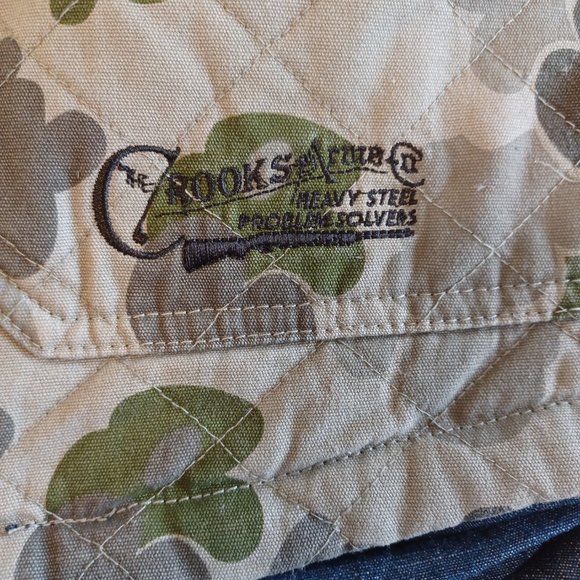 THE CROOKS
HEAVY STEEL
PROBLEM SOLVERS